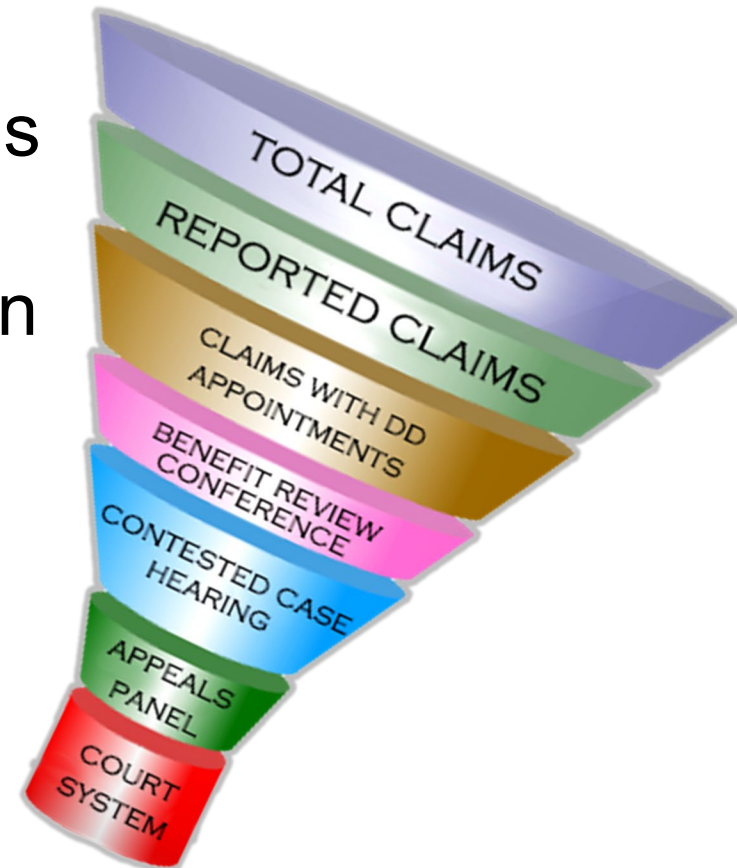 s
n
TOTAL CLAIMS
REPORTED CLAIMS
CLAIMS WITH DD
APPOINTMENTS
BENEFIT REVIEW
CONFERENCE
CONTESTED CASE
HEARING
APPEALS
PANEL
COURT
SYSTEM